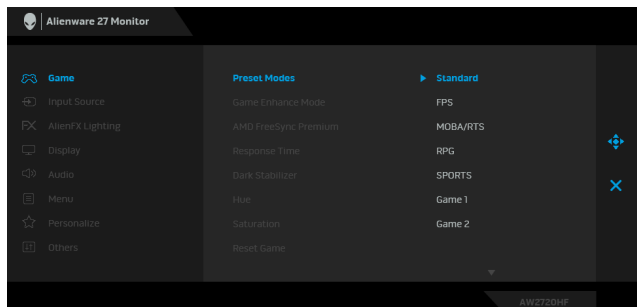 Alienware 27 Monitor
Game Preset Modes Standard
Input Source Game Enhance Mode FPS
FX AlienFX Lighting AMD FreeSync Premium MOBA/RTS
Display Response Time RPG
Audio Dark Stabilizer SPORTS
Menu Hue Game 1
Personalize Saturation Game 2
Others Reset Game
AW2720HF